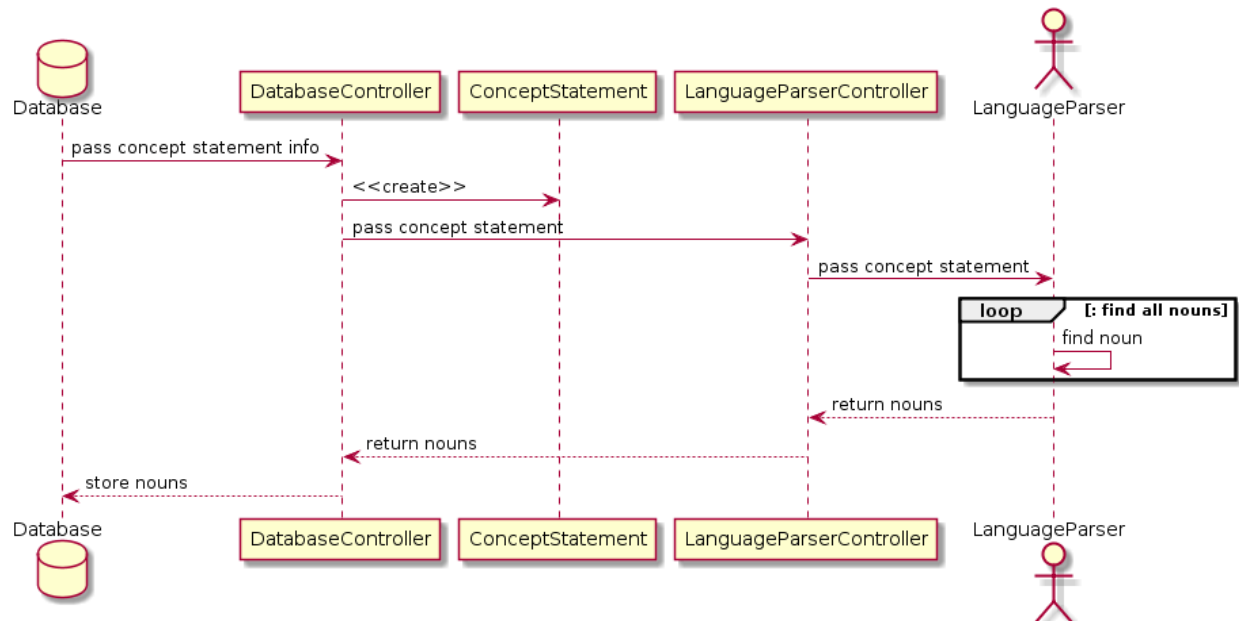 Database
DatabaseController
ConceptStatement
LanguageParserController
LanguageParser
pass concept statement info
<<create>>
pass concept statement
pass concept statement
loop [: find all nouns]
find noun
return nouns
return nouns
store nouns
Database
DatabaseController
ConceptStatement
LanguageParserController
LanguageParser